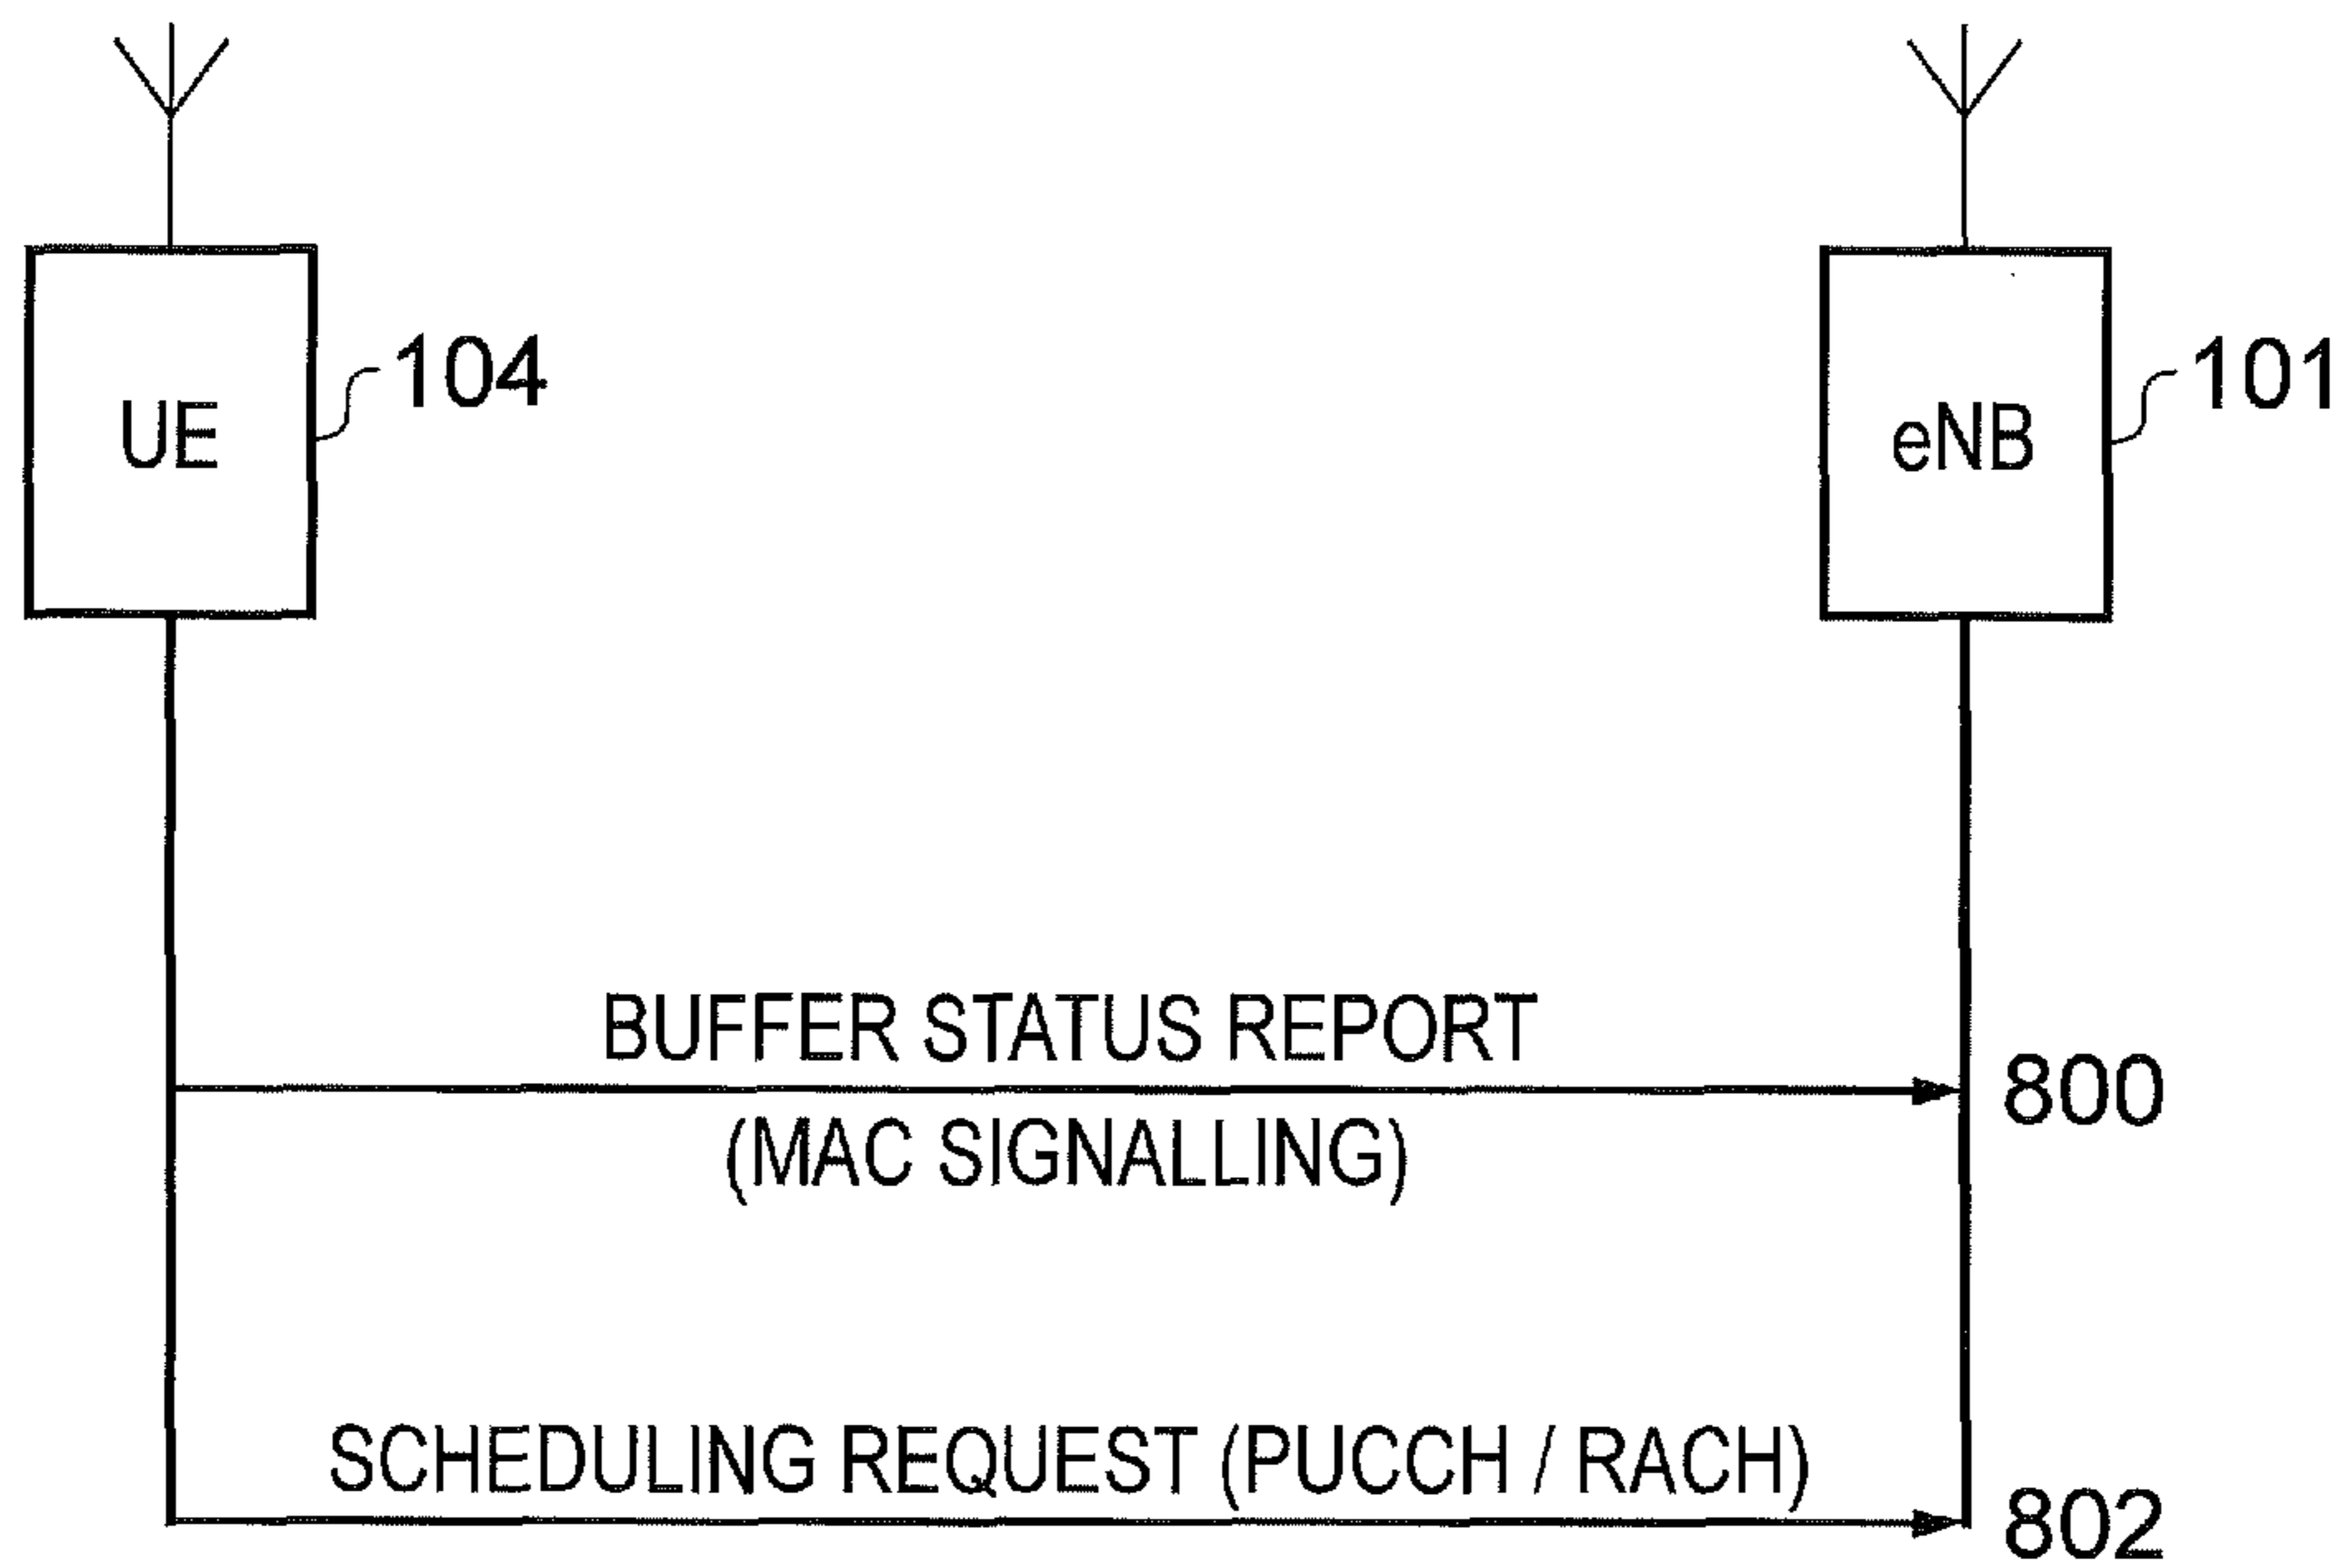 UE
104
eNB
101
BUFFER STATUS REPORT
(MAC SIGNALLING)
800
SCHEDULING REQUEST (PUCCH / RACH)
802